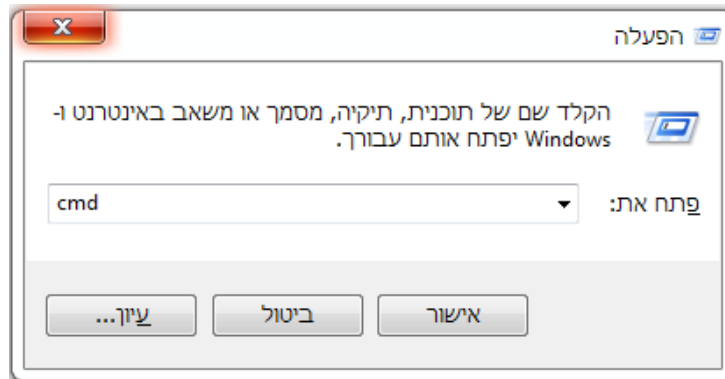 הפעלה
הקלד שם של תוכנית, תיקיה, מסמך או משאב באינטרנט ו-
Windows יפתח אותם עבורך.
פתח את: cmd
אישור ביטול עיון...